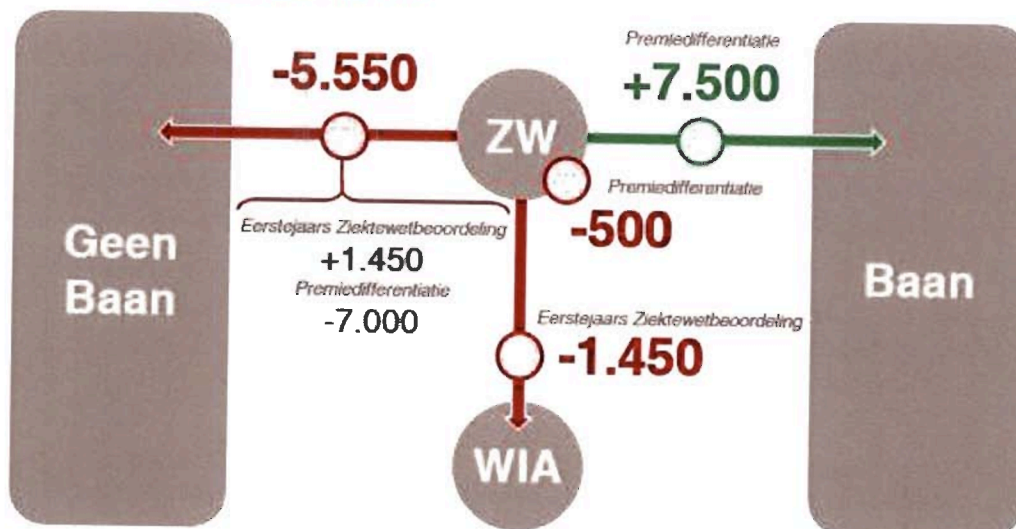 Geen
Baan
-5.550
Eerstejaars Ziektewetbeoordeling
+1.450
Premiedifferentiatie
-7.000
ZW
Premiedifferentiatie
+7.500
Premiedifferentiatie
-500
Eerstejaars Ziektewetbeoordeling
-1.450
WIA
Baan